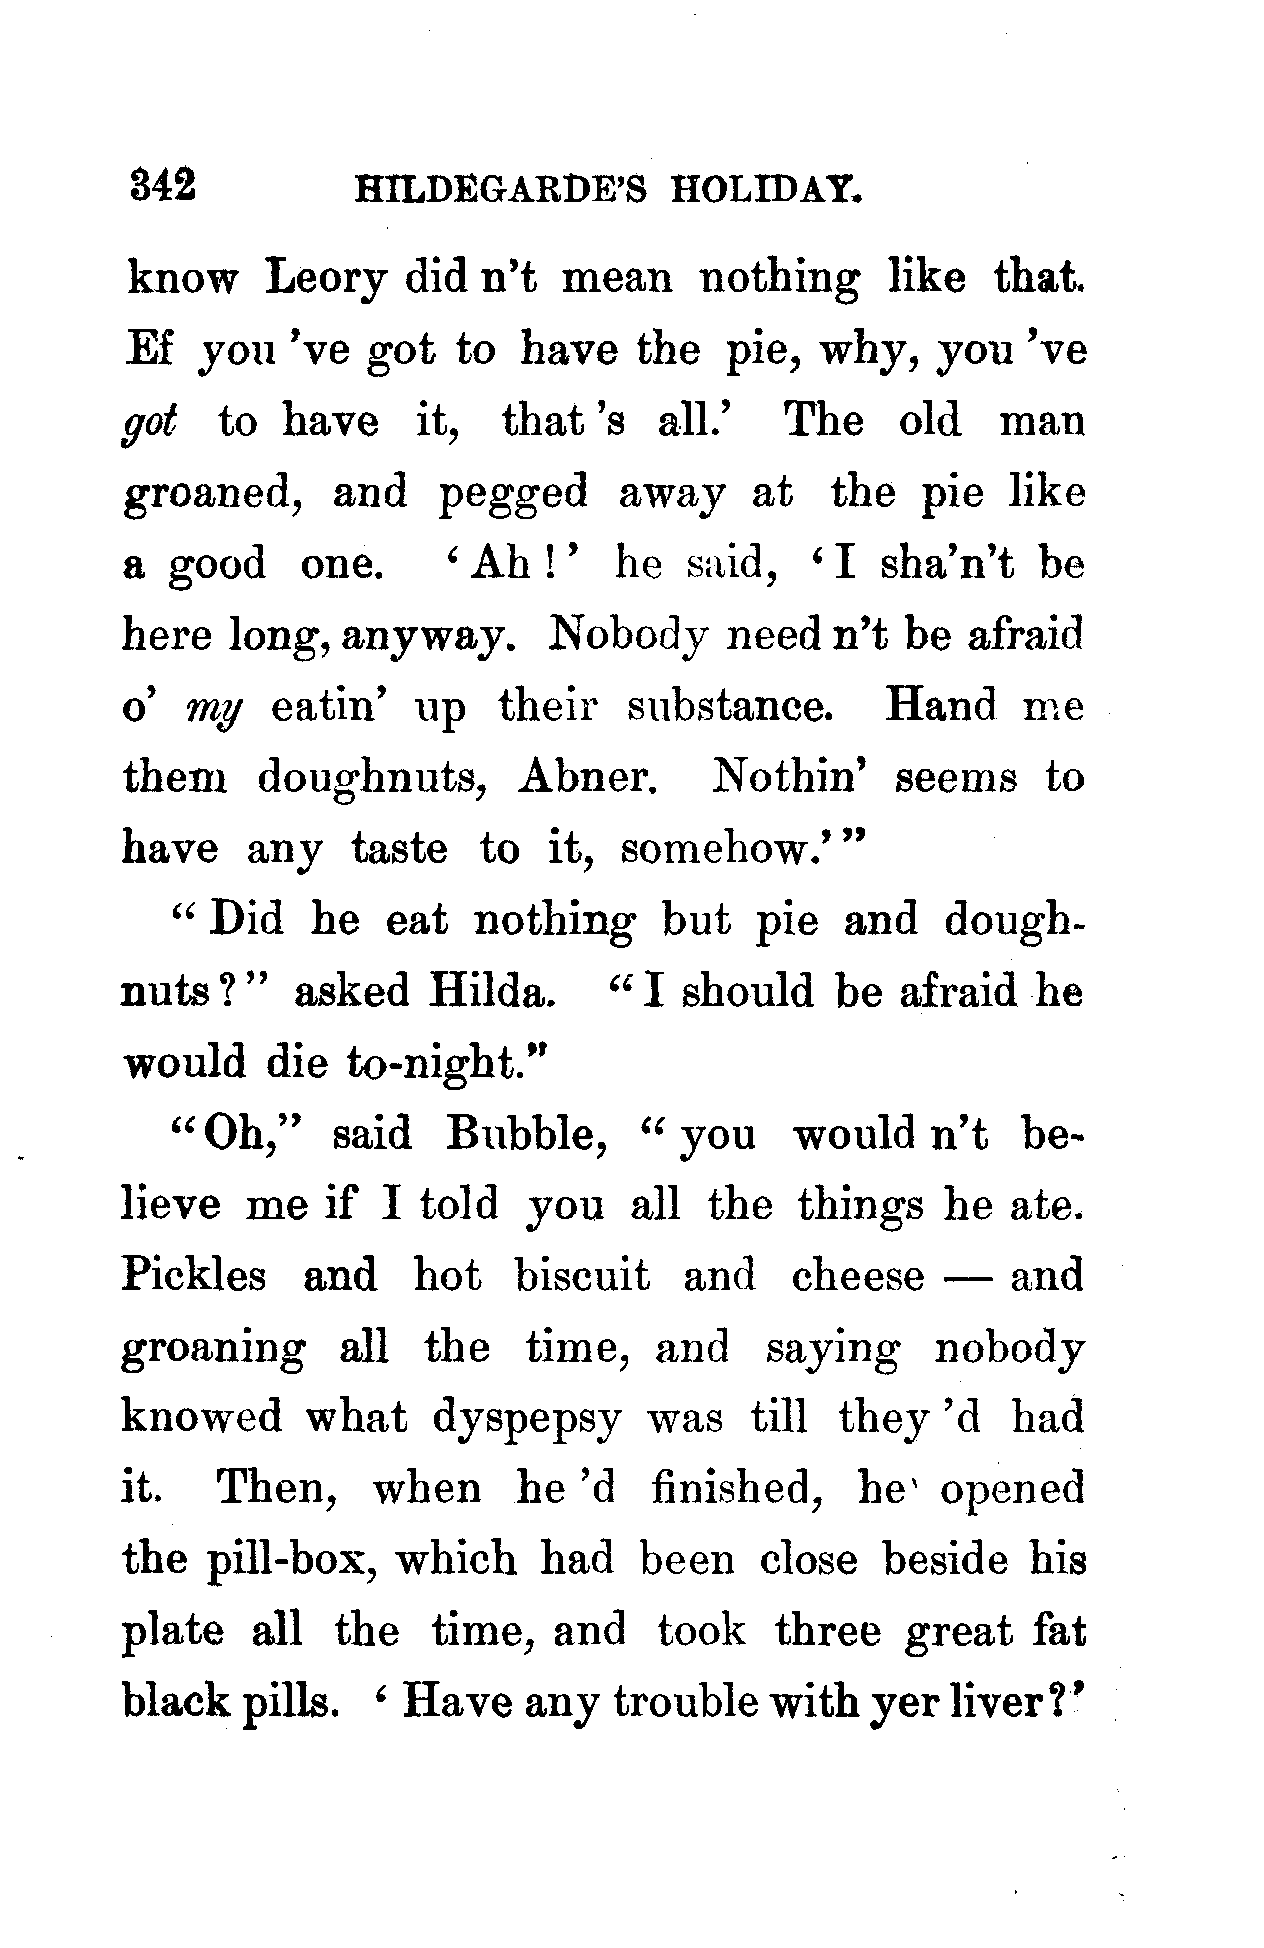 342 HILDEGARDE'S HOLIDAY.
know Leory did n't mean nothing like that.
Ef you 've got to have the pie, why, you 've
got to have it, that 's all.' The old man
groaned, and pegged away at the pie like
a good one. 'Ah!' he said, 'I sha'n't be
here long, anyway. Nobody need n't be afraid
o' my eatin' up their substance. Hand me
them doughnuts, Abner. Nothin' seems to
have any taste to it, somehow.'"
"Did he eat nothing but pie and dough-
nuts?" asked Hilda. "I should be afraid he
would die to-night."
"Oh," said Bubble, "you would n't be-
lieve me if I told you all the things he ate.
Pickles and hot biscuit and cheese — and
groaning all the time, and saying nobody
knowed what dyspepsy was till they 'd had
it. Then, when he 'd finished, he opened
the pill-box, which had been close beside his
plate all the time, and took three great fat
black pills. 'Have any trouble with yer liver?'